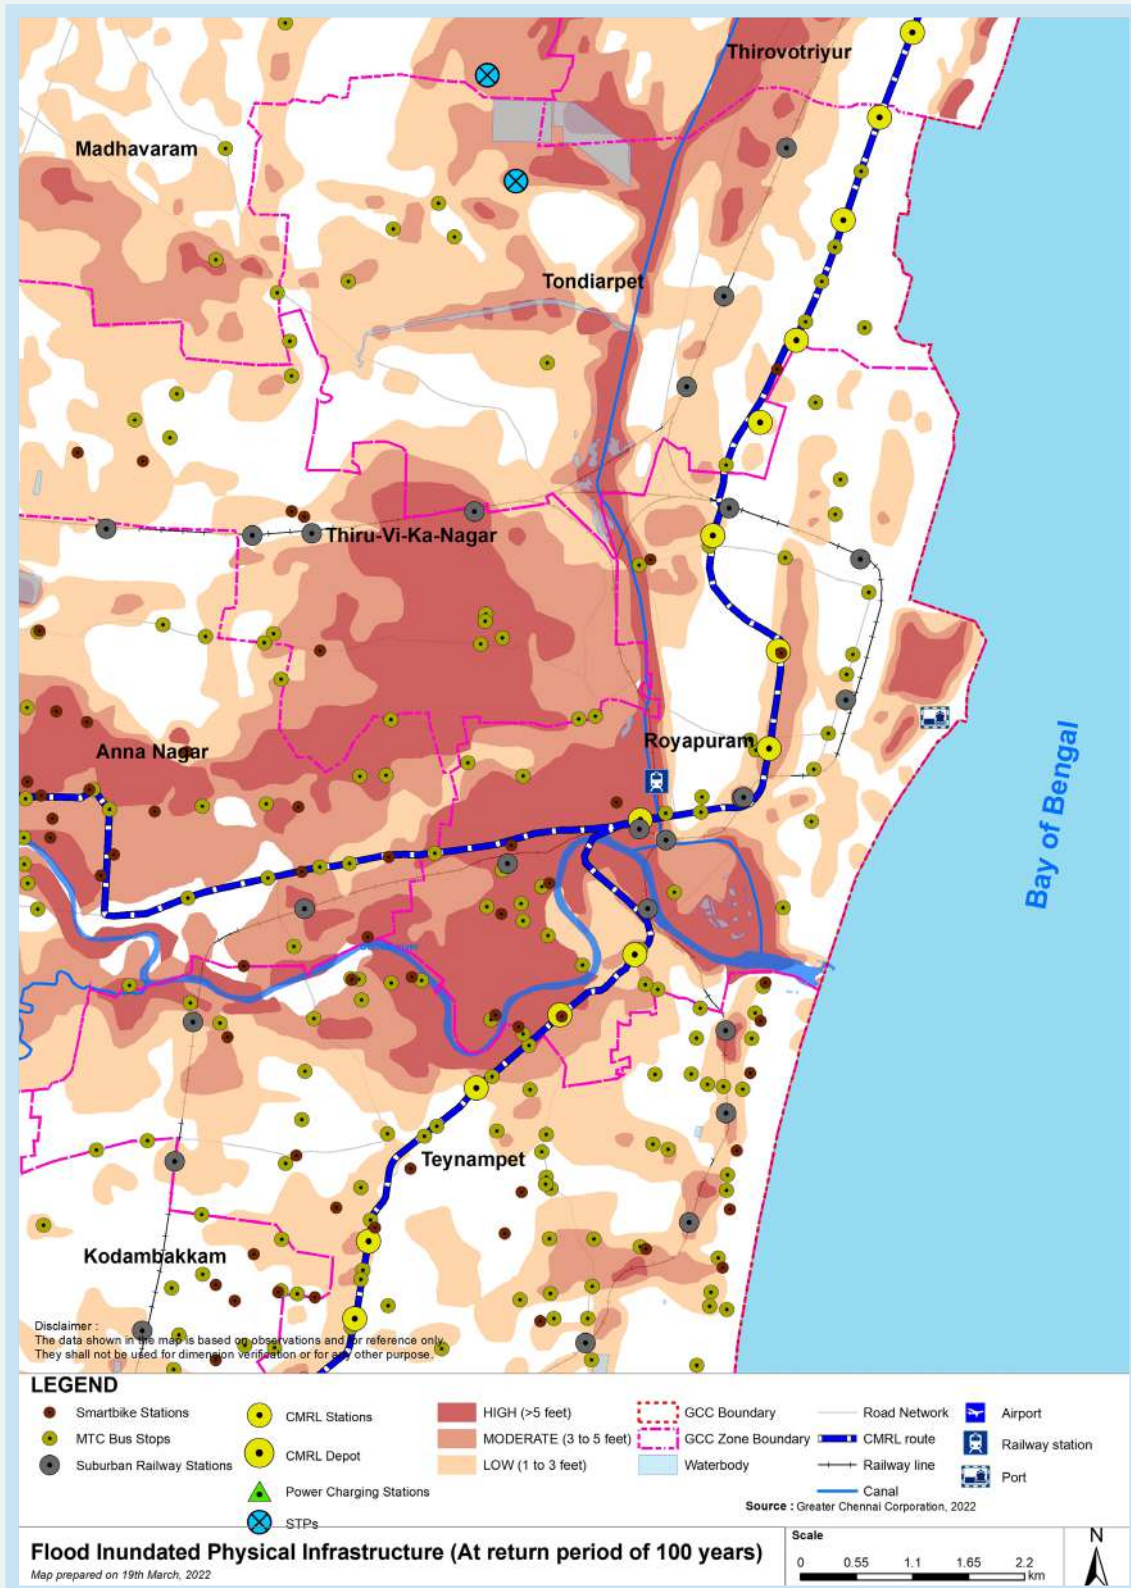 Thirovotriyur
Madhavaram
Tondiarpet
Thiru-Vi-Ka-Nagar
Royapuram
Anna Nagar
Bay of Bengal
Teynampet
Kodambakkam
Disclaimer :
The data shown in the map is based on observations and for reference only.
They shall not be used for dimension verification or for any other purpose.
LEGEND
Smartbike Stations
MTC Bus Stops
Suburban Railway Stations
CMRL Stations
CMRL Depot
Power Charging Stations
STPs
HIGH (>5 feet)
MODERATE (3 to 5 feet)
LOW (1 to 3 feet)
GCC Boundary
GCC Zone Boundary
Waterbody
Road Network
CMRL route
Railway line
Canal
Airport
Railway station
Port
Source : Greater Chennai Corporation, 2022
Flood Inundated Physical Infrastructure (At return period of 100 years)
Map prepared on 19th March, 2022
Scale
0 0.55 1.1 1.65 2.2
km
N